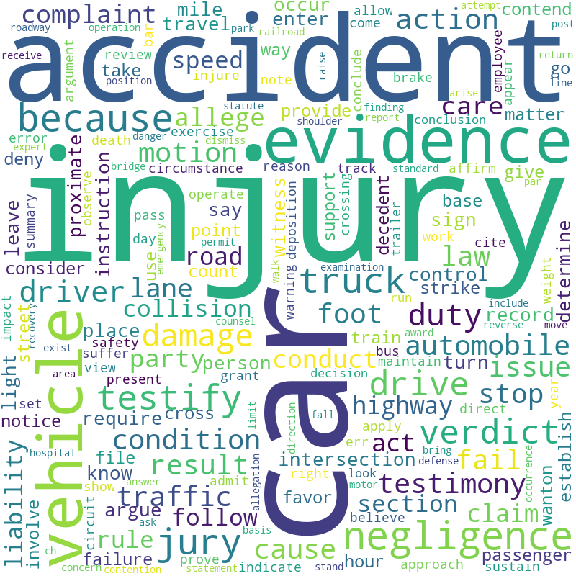 complaint
mile
travel
occur
enter
allow
come
attempt
post
roadway
operation
park
railroad
contend
accident
receive
position
argument
review
bar
way
note
speed
injure
take
raise
conclude
brake
arise
employee
appear
action
return
line
go
because
statute
finding
report
care
matter
error
expert
death
danger
dismiss
allege
exercise
provide
shoulder
conclusion
evidence
deny
motion
bridge
circumstance
reason
track
standard
affirm
par
give
injury
leave
summary
proximate
observe
instruction
operate
pass
day
permit
emergency
say
point
count
use
witness
deposition
support
crossing
decedent
trailer
base
sign
work
law
cite
weight
determine
consider
road
walk
examination
warning
truck
control
strike
run
include
driver
lane
collision
foot
duty
record
reverse
move
impact
street
recovery
exist
place
safety
suffer
view
damage
counsel
train
award
bus
maintain
automobile
turn
year
light
area
set
present
party
person
conduct
decision
drive
issue
vehicle
notice
hospital
testify
grant
limit
fall
direction
highway
direct
stop
require
cross
car
err
apply
act
bring
verdict
condition
intersection
defense
know
file
admit
right
look
fail
liability
involve
show
answer
result
allegation
favor
motor
section
testimony
occurrence
wanton
establish
traffic
circuit
argue
follow
believe
claim
ask
basis
rule
jury
cause
hour
negligence
passenger
ch
failure
prove
concern
contention
statement
indicate
stand
approach
sustain